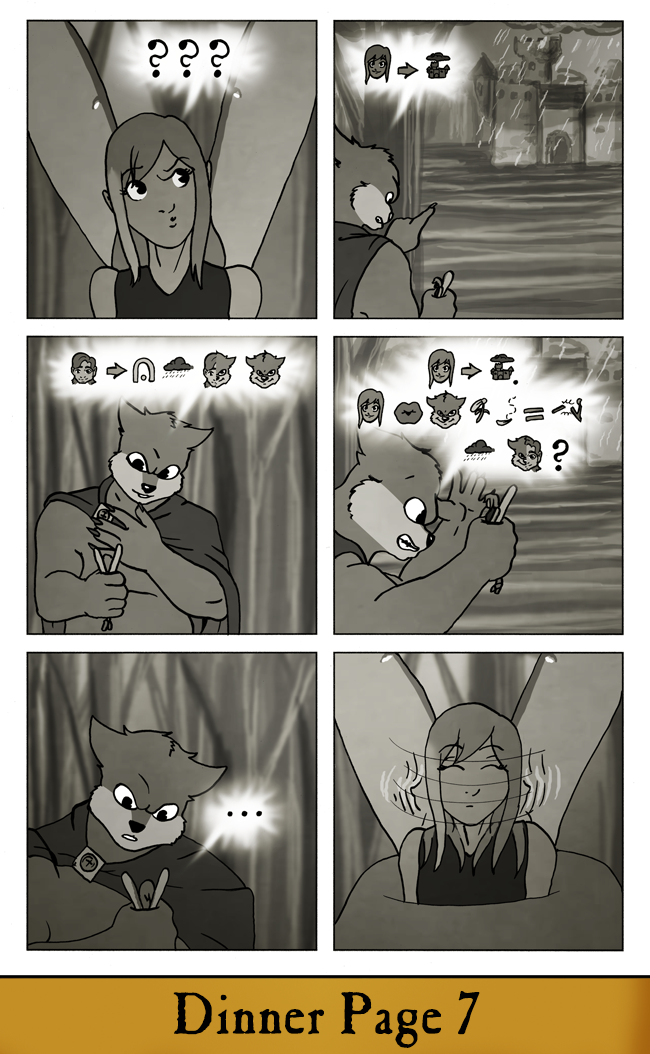 ???
.
= ?
...
Dinner Page 7